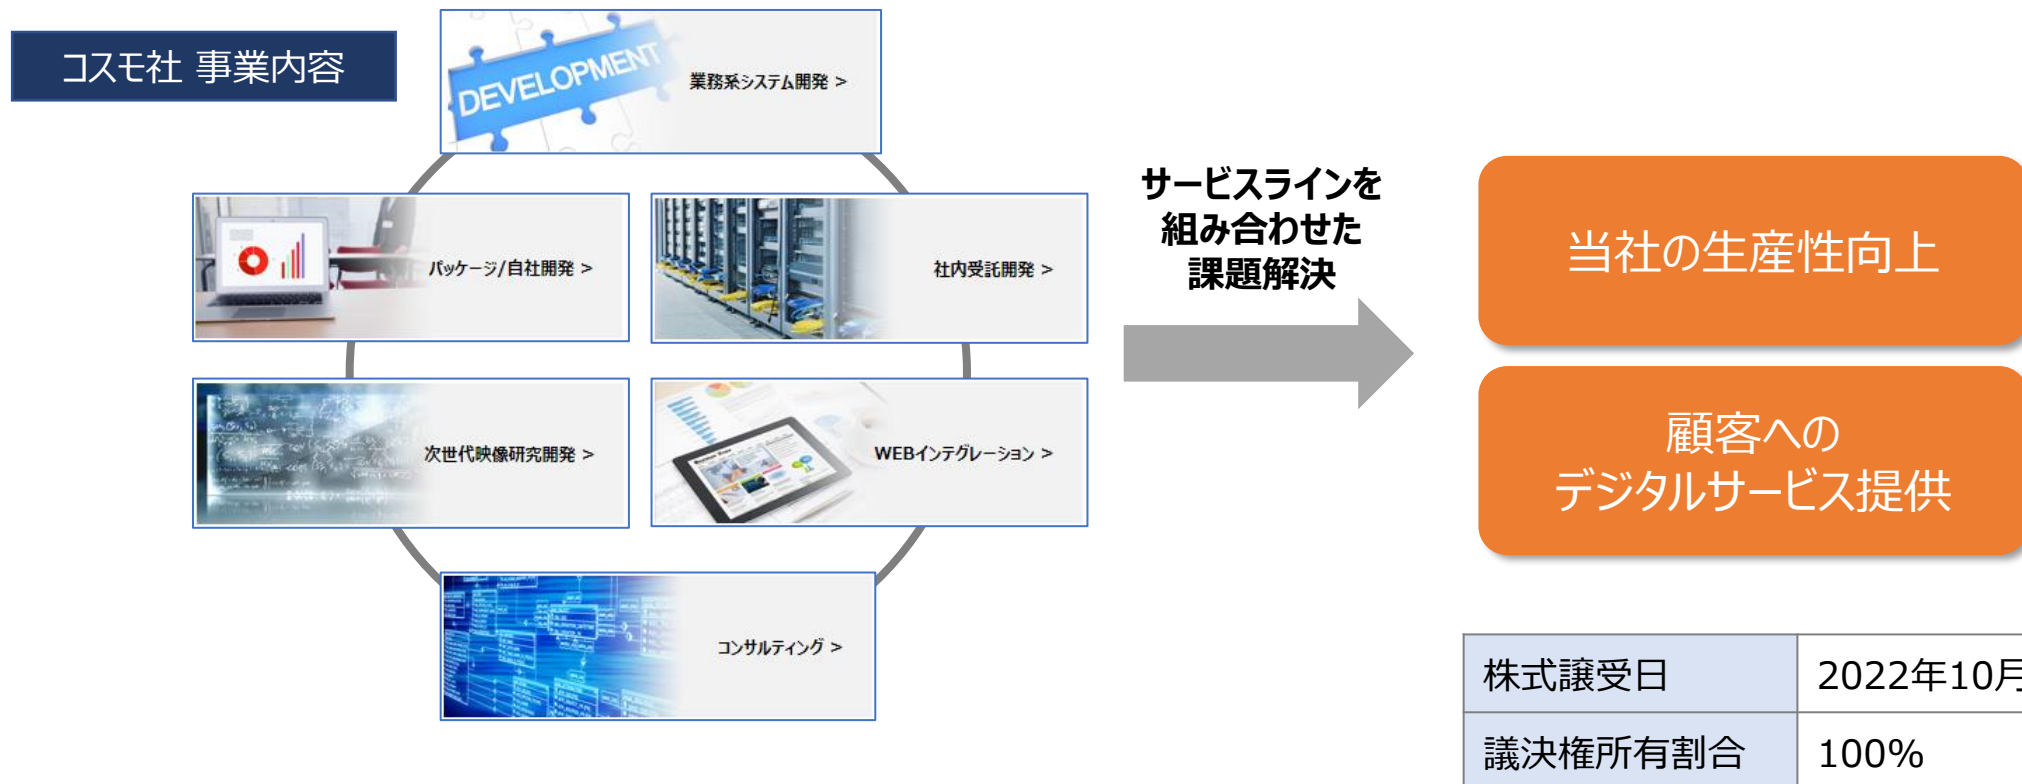 コスモ社 事業内容
DEVELOPMENT
業務系システム開発 >
パッケージ/自社開発 >
社内受託開発 >
次世代映像研究開発 >
WEBインテグレーション >
コンサルティング >
サービスラインを
組み合わせた
課題解決
当社の生産性向上
顧客への
デジタルサービス提供
株式譲受日 2022年10月
議決権所有割合 100%